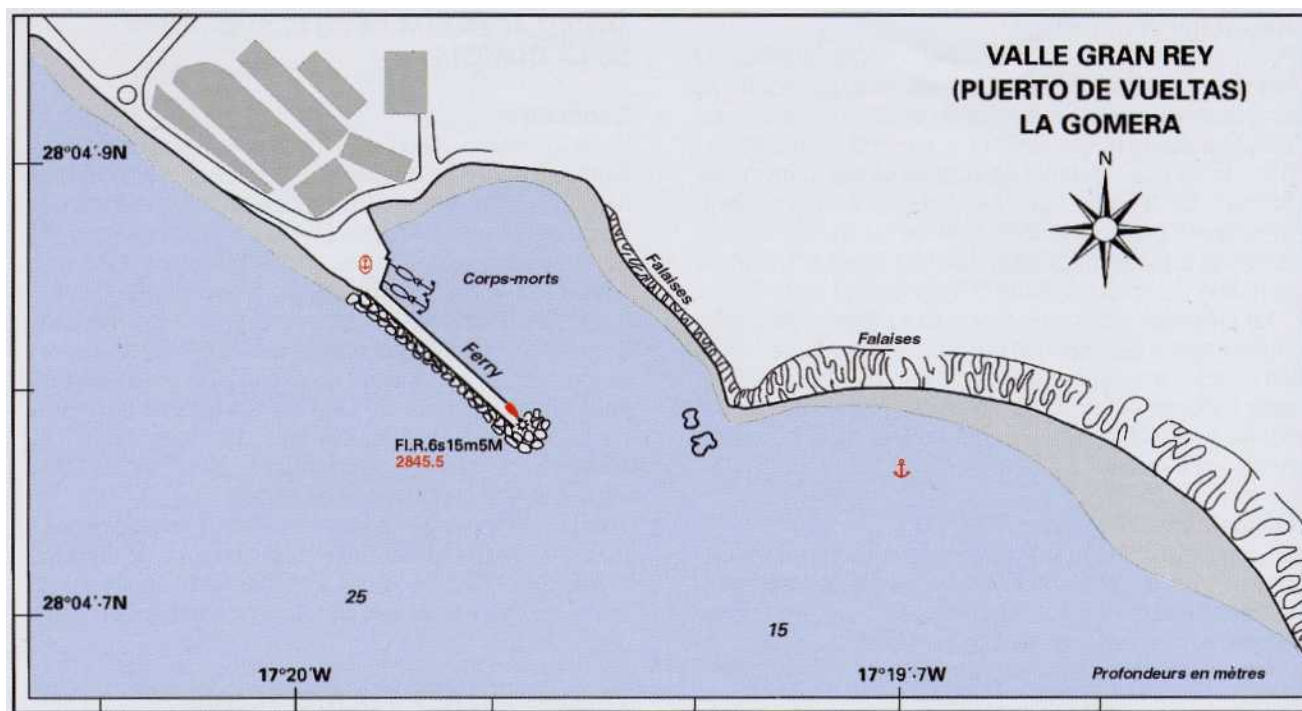 VALLE GRAN REY
(PUERTO DE VUELTAS)
LA GOMERA
N
28°04´·9N
Corps-morts
Falaises
Falaises
Ferry
Fl.R.6s15m5M
2845.5
28°04´·7N
25
15
17°20´W
17°19´·7W
Profondeurs en mètres